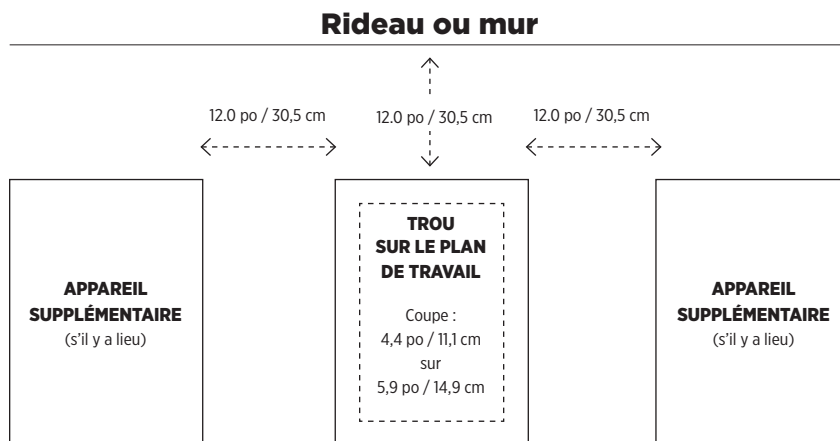 Rideau ou mur
12.0 po / 30,5 cm
12.0 po / 30,5 cm
12.0 po / 30,5 cm
APPAREIL
SUPPLÉMENTAIRE
(s'il y a lieu)
TROU
SUR LE PLAN
DE TRAVAIL
Coupe :
4,4 po / 11,1 cm
sur
5,9 po / 14,9 cm
APPAREIL
SUPPLÉMENTAIRE
(s'il y a lieu)